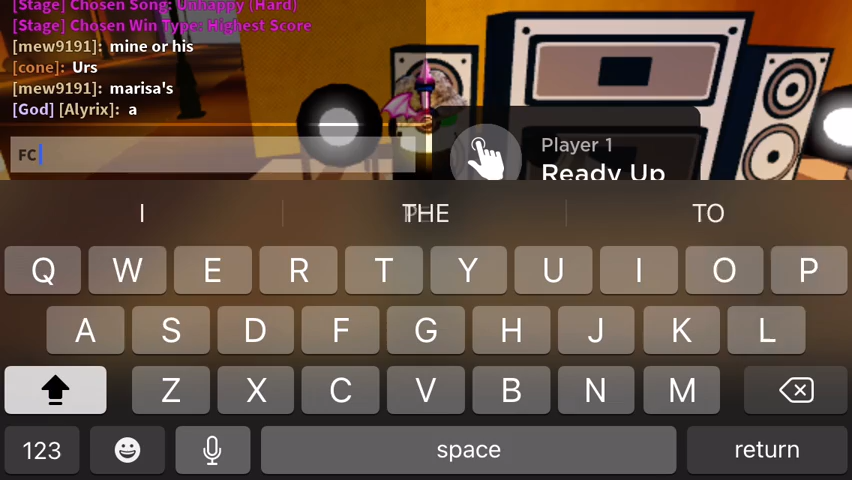 [Stage] Chosen Song: Unhappy (Hard)
[Stage] Chosen Win Type: Highest Score
[mew9191]: mine or his
[cone]: Urs
[mew9191]: marisa's
[God] [Alyrix]: a
FC
Player 1
Ready Up
I THE TO
Q W E R T Y U I O P
A S D F G H J K L
Z X C V B N M
123 space return